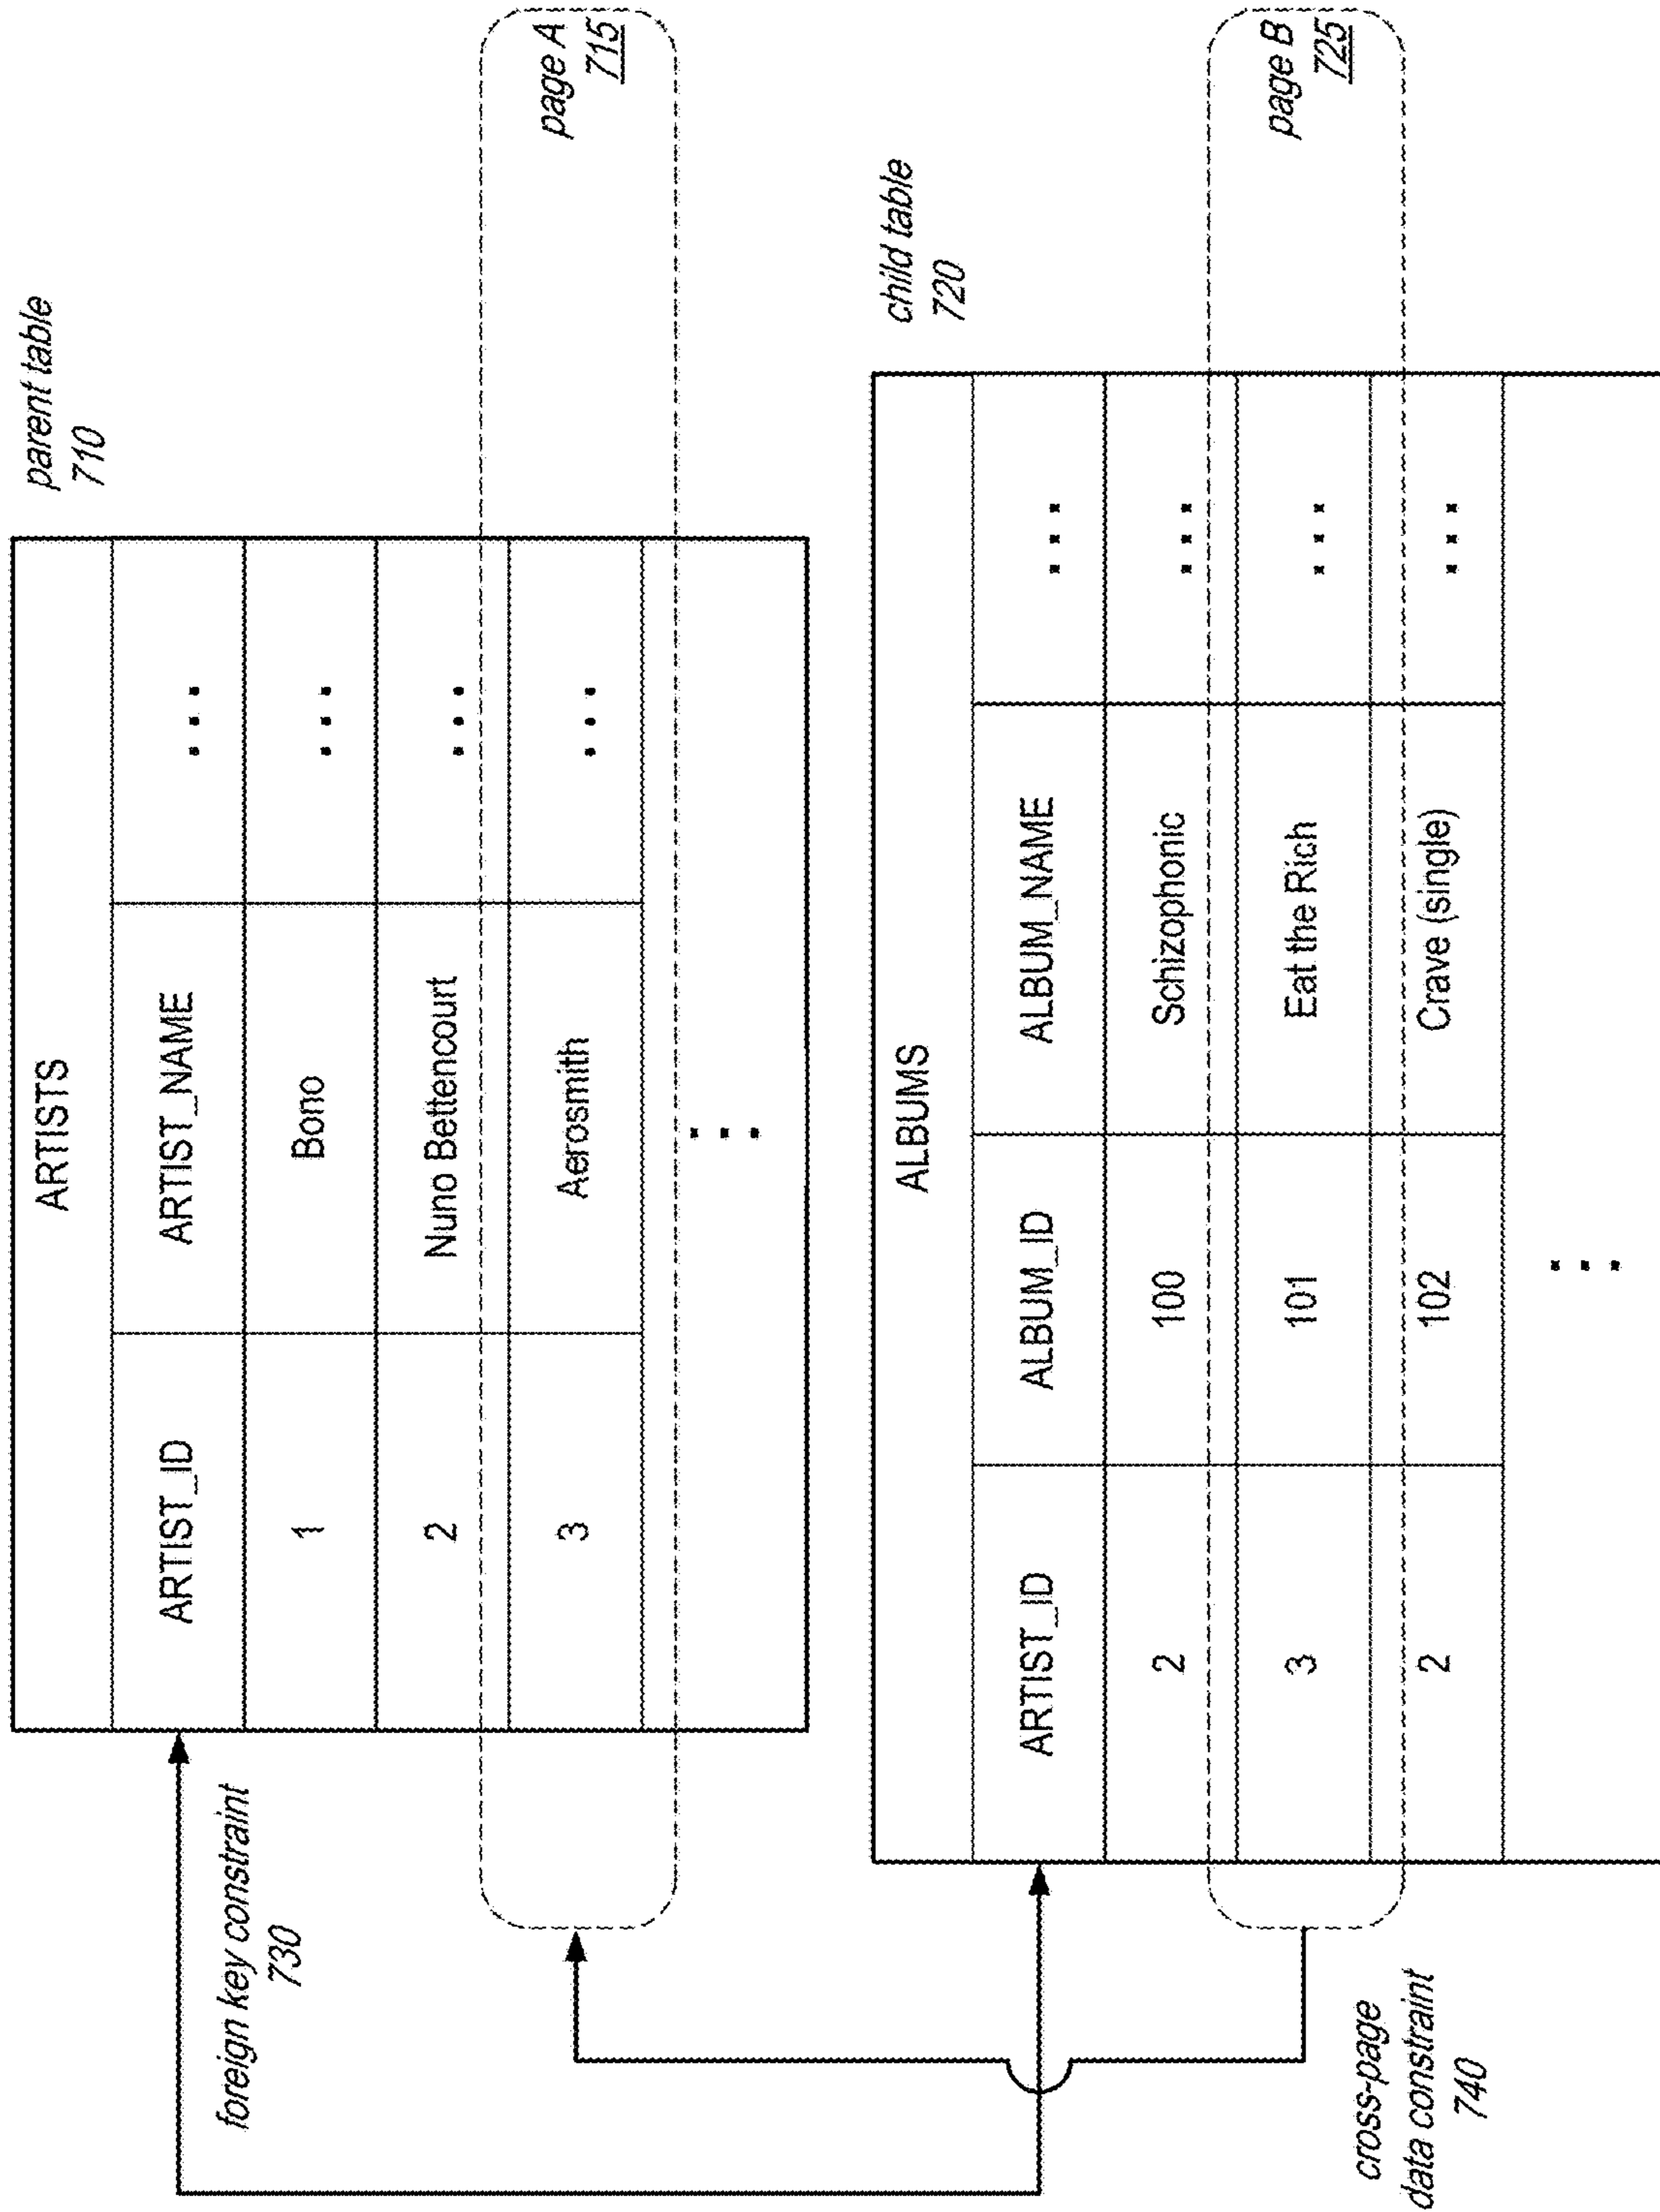 parent table
710
ARTISTS
ARTIST_ID ARTIST_NAME ...
1 Bono ...
2 Nuno Bettencourt ...
3 Aerosmith ...
...
page A
715
foreign key constraint
730
child table
720
ALBUMS
ARTIST_ID ALBUM_ID ALBUM_NAME ...
2 100 Schizophonic ...
3 101 Eat the Rich ...
2 102 Crave (single) ...
...
page B
725
cross-page
data constraint
740